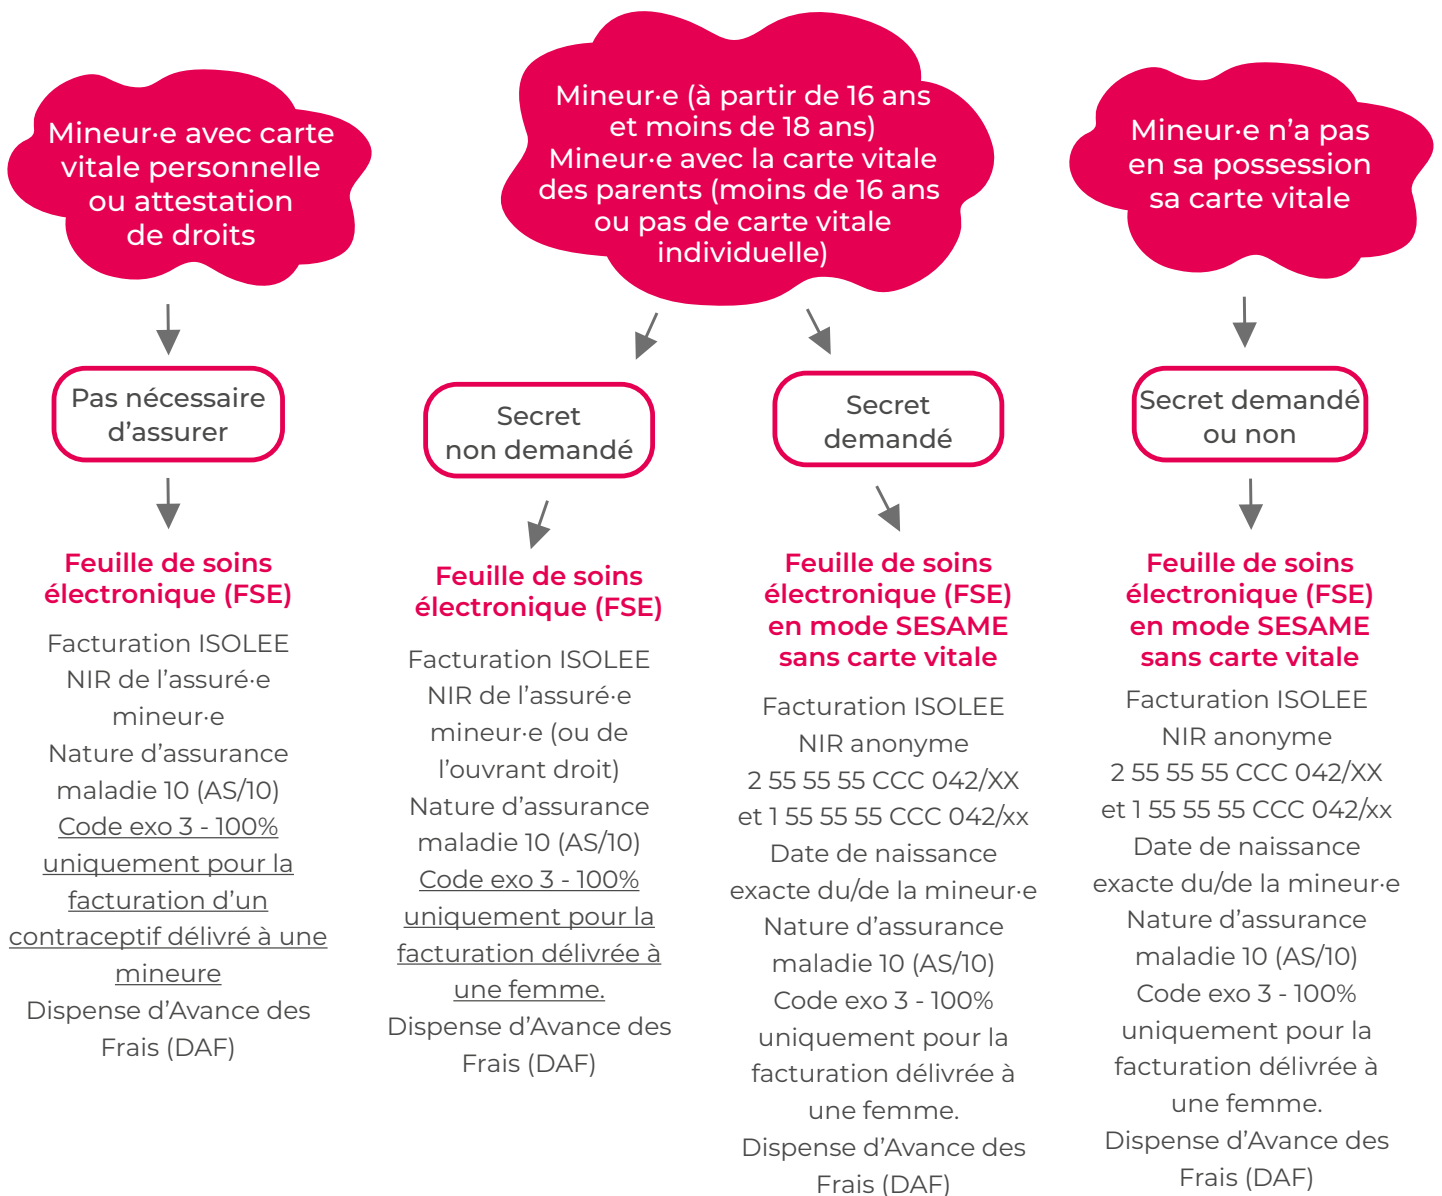 Mineur·e avec carte
vitale personnelle
ou attestation
de droits
Pas nécessaire
d'assurer
Feuille de soins
électronique (FSE)
Facturation ISOLEE
NIR de l'assuré·e
mineur·e
Nature d'assurance
maladie 10 (AS/10)
Code exo 3 - 100%
uniquement pour la
facturation d'un
contraceptif délivré à une
mineure
Dispense d'Avance des
Frais (DAF)
Mineur·e (à partir de 16 ans
et moins de 18 ans)
Mineur·e avec la carte vitale
des parents (moins de 16 ans
ou pas de carte vitale
individuelle)
Secret
non demandé
Feuille de soins
électronique (FSE)
Facturation ISOLEE
NIR de l'assuré·e
mineur·e (ou de
l'ouvrant droit)
Nature d'assurance
maladie 10 (AS/10)
Code exo 3 - 100%
uniquement pour la
facturation délivrée à
une femme.
Dispense d'Avance des
Frais (DAF)
Secret
demandé
Feuille de soins
électronique (FSE)
en mode SESAME
sans carte vitale
Facturation ISOLEE
NIR anonyme
2 55 55 55 CCC 042/XX
et 1 55 55 55 CCC 042/xx
Date de naissance
exacte du/de la mineur·e
Nature d'assurance
maladie 10 (AS/10)
Code exo 3 - 100%
uniquement pour la
facturation délivrée à
une femme.
Dispense d'Avance des
Frais (DAF)
Mineur·e n'a pas
en sa possession
sa carte vitale
Secret demandé
ou non
Feuille de soins
électronique (FSE)
en mode SESAME
sans carte vitale
Facturation ISOLEE
NIR anonyme
2 55 55 55 CCC 042/XX
et 1 55 55 55 CCC 042/xx
Date de naissance
exacte du/de la mineur·e
Nature d'assurance
maladie 10 (AS/10)
Code exo 3 - 100%
uniquement pour la
facturation délivrée à
une femme.
Dispense d'Avance des
Frais (DAF)